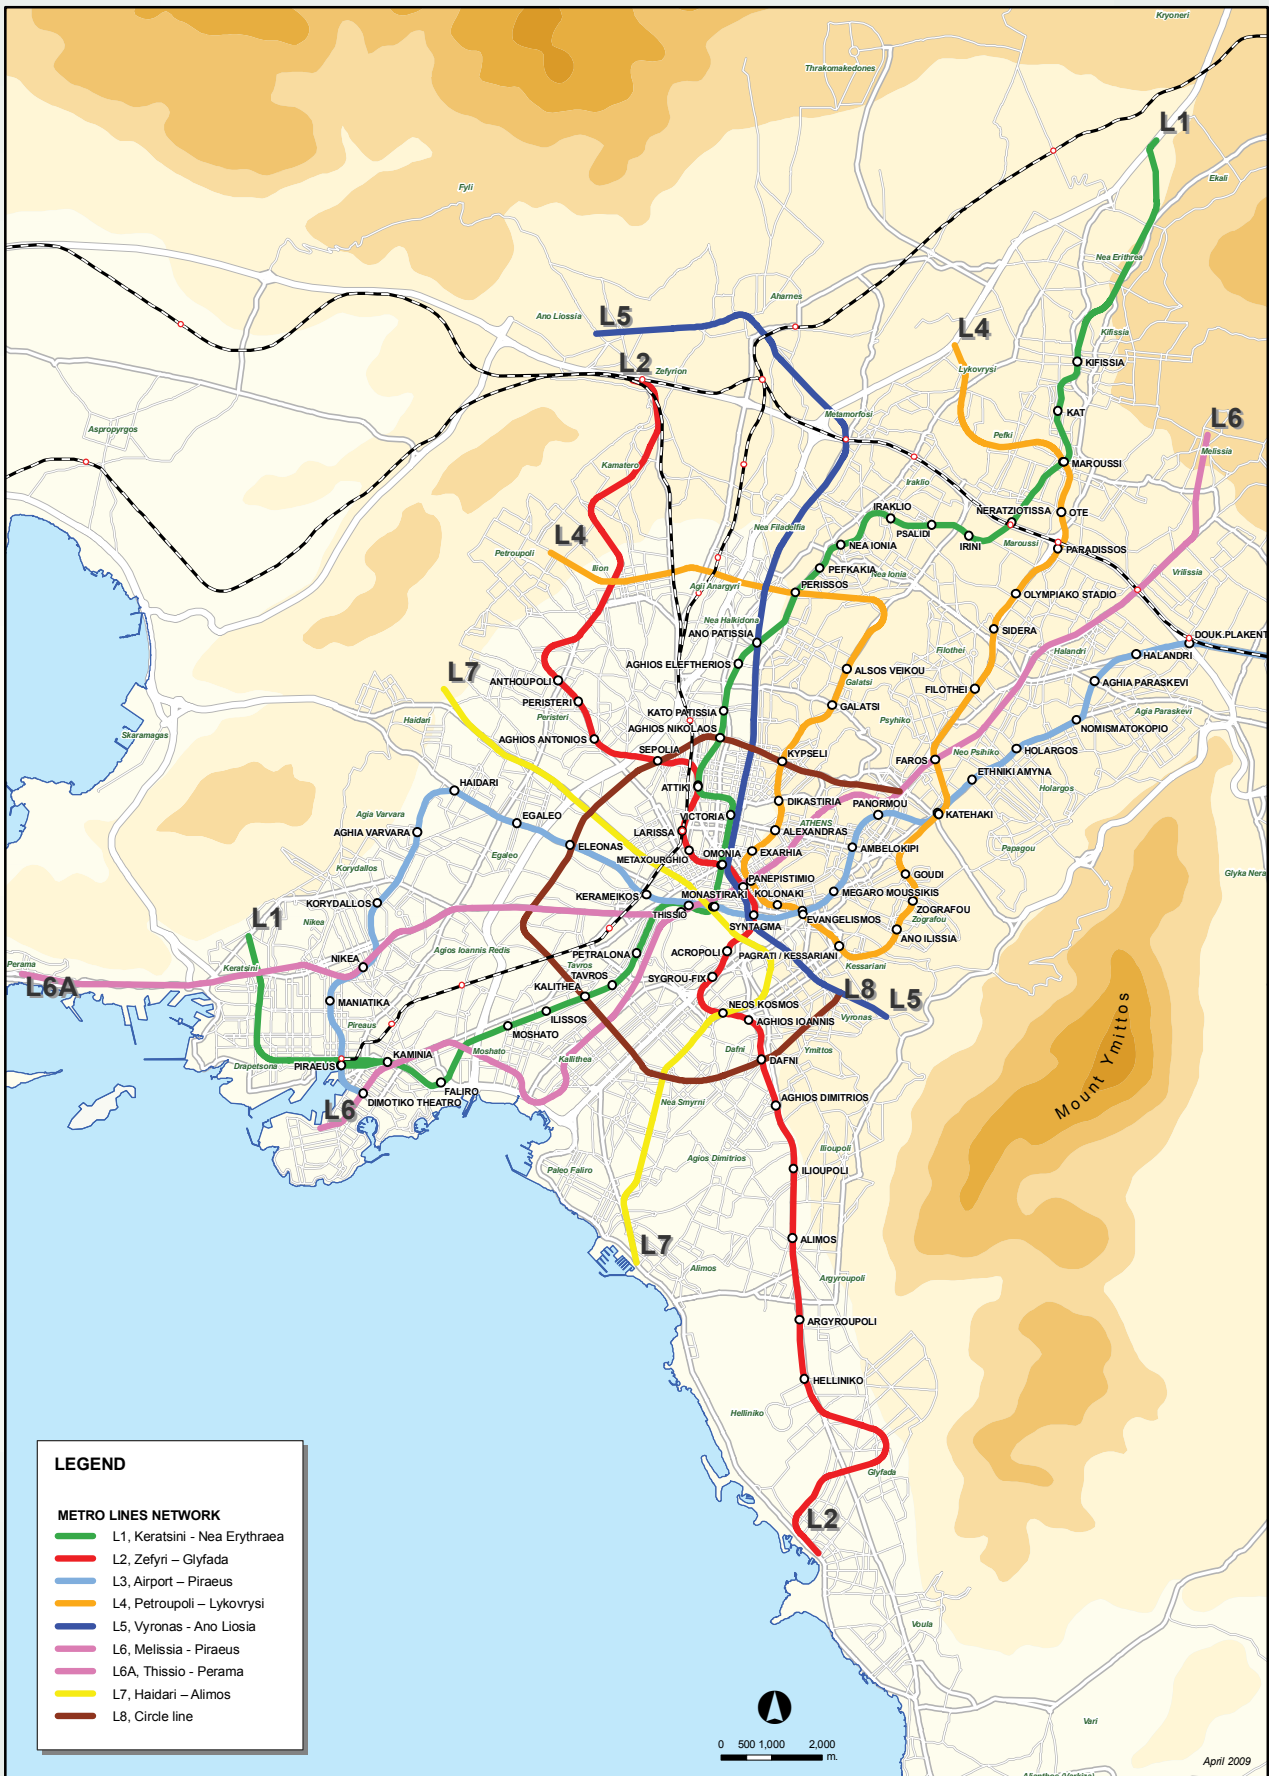 Kryoneri
Thrakomakedones
L1
Ekali
Fyli
Nea Erithrea
Aharnes
Ano Liossia
L5
L4
Kifissia
L2
Zefyrion
KIFISSIA
Lykovrysi
Metamorfosi
KAT
L6
Aspropyrgos
Pefki
Melissia
Kamatero
MAROUSSI
Iraklio
IRAKLIO
NERATZIOTISSA
OTE
Nea Filadelfia
PSALIDI
L4
IRINI
Maroussi
Petroupoli
NEA IONIA
PARADISSOS
Ilion
PEFKAKIA
Nea Ionia
Vrilissia
Agii Anargyri
PERISSOS
OLYMPIAKO STADIO
Nea Halkidona
SIDERA
ANO PATISSIA
DOUK.PLAKENT
Filothei
Halandri
HALANDRI
AGHIOS ELEFTHERIOS
ALSOS VEIKOU
L7
ANTHOUPOLI
Galatsi
AGHIA PARASKEVI
FILOTHEI
PERISTERI
GALATSI
KATO PATISSIA
Agia Paraskevi
Haidari
Peristeri
Psyhiko
NOMISMATOKOPIO
AGHIOS NIKOLAOS
Skaramagas
AGHIOS ANTONIOS
SEPOLIA
Neo Psihiko
HOLARGOS
KYPSELI
FAROS
ETHNIKI AMYNA
HAIDARI
ATTIKI
Holargos
DIKASTIRIA
PANORMOU
Agia Varvara
EGALEO
VICTORIA
KATEHAKI
AGHIA VARVARA
LARISSA
ATHENS
ALEXANDRAS
ELEONAS
OMONIA
EXARHIA
AMBELOKIPI
Papagou
Egaleo
METAXOURGHIO
Korydallos
GOUDI
Glyka Nera
PANEPISTIMIO
KERAMEIKOS
MONASTIRAKI
KOLONAKI
MEGARO MOUSSIKIS
KORYDALLOS
ZOGRAFOU
L1
THISSIO
EVANGELISMOS
Zografou
Nikea
SYNTAGMA
ANO ILISSIA
Agios Ioannis Redis
ACROPOLI
PETRALONA
PAGRATI / KESSARIANI
Perama
Keratsini
NIKEA
Tavros
Kessariani
TAVROS
SYGROU-FIX
L6A
KALITHEA
L8
L5
MANIATIKA
NEOS KOSMOS
ILISSOS
AGHIOS IOANNIS
Vyronas
Piraeus
MOSHATO
Dafni
Ymittos
Mount Ymittos
KAMINIA
Moshato
Kallithea
DAFNI
Drapetsona
PIRAEUS
FALIRO
DIMOTIKO THEATRO
L6
Nea Smyrni
AGHIOS DIMITRIOS
Ilioupoli
Agios Dimitrios
Paleo Faliro
ILIOUPOLI
L7
ALIMOS
Alimos
Argyroupoli
ARGYROUPOLI
HELLINIKO
Helliniko
Glyfada
L2
LEGEND
METRO LINES NETWORK
L1, Keratsini - Nea Erythraea
L2, Zefyri – Glyfada
L3, Airport – Piraeus
L4, Petroupoli – Lykovrysi
L5, Vyronas - Ano Liosia
L6, Melissia - Piraeus
L6A, Thissio - Perama
L7, Haidari – Alimos
L8, Circle line
Voula
Vari
0 500 1,000 2,000
m.
April 2009